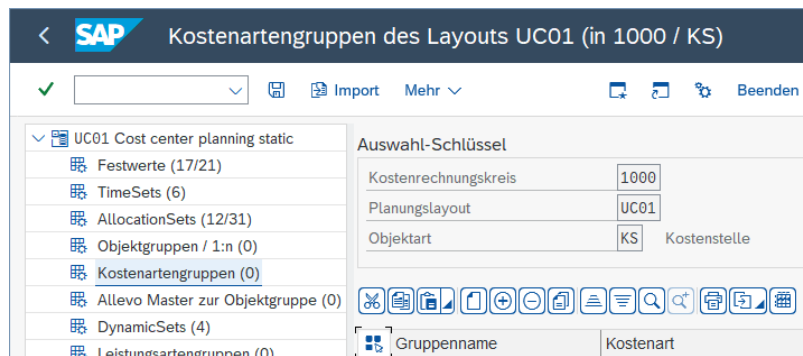 SAP Kostenartengruppen des Layouts UC01 (in 1000 / KS)
Import Mehr Beenden
UC01 Cost center planning static
Festwerte (17/21)
TimeSets (6)
AllocationSets (12/31)
Objektgruppen / 1:n (0)
Kostenartengruppen (0)
Allevo Master zur Objektgruppe (0)
DynamicSets (4)
Leistungsartengruppen (0)
Auswahl-Schlüssel
Kostenrechnungskreis 1000
Planungslayout UC01
Objektart KS Kostenstelle
Gruppenname Kostenart